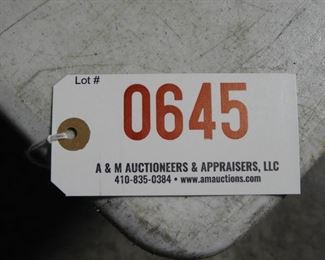 Lot #
0645
A & M AUCTIONEERS & APPRAISERS, LLC
410-835-0384 • www.amauctions.com